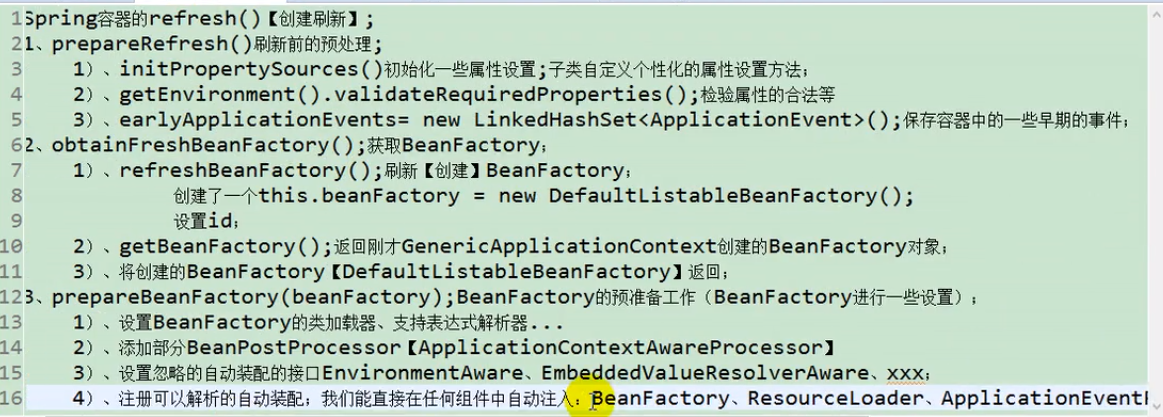 1 Spring容器的refresh()【创建刷新】;
2 1、prepareRefresh()刷新前的预处理;
3 1）、initPropertySources()初始化一些属性设置;子类自定义个性化的属性设置方法；
4 2）、getEnvironment().validateRequiredProperties();检验属性的合法等
5 3）、earlyApplicationEvents= new LinkedHashSet<ApplicationEvent>();保存容器中的一些早期的事件；
6 2、obtainFreshBeanFactory();获取BeanFactory；
7 1）、refreshBeanFactory();刷新【创建】BeanFactory；
8 创建了一个this.beanFactory = new DefaultListableBeanFactory();
9 设置id；
10 2）、getBeanFactory();返回刚才GenericApplicationContext创建的BeanFactory对象；
11 3）、将创建的BeanFactory【DefaultListableBeanFactory】返回；
12 3、prepareBeanFactory(beanFactory);BeanFactory的预准备工作（BeanFactory进行一些设置）；
13 1）、设置BeanFactory的类加载器、支持表达式解析器...
14 2）、添加部分BeanPostProcessor【ApplicationContextAwareProcessor】
15 3）、设置忽略的自动装配的接口EnvironmentAware、EmbeddedValueResolverAware、xxx；
16 4）、注册可以解析的自动装配；我们能直接在任何组件中自动注入：BeanFactory、ResourceLoader、ApplicationEvent